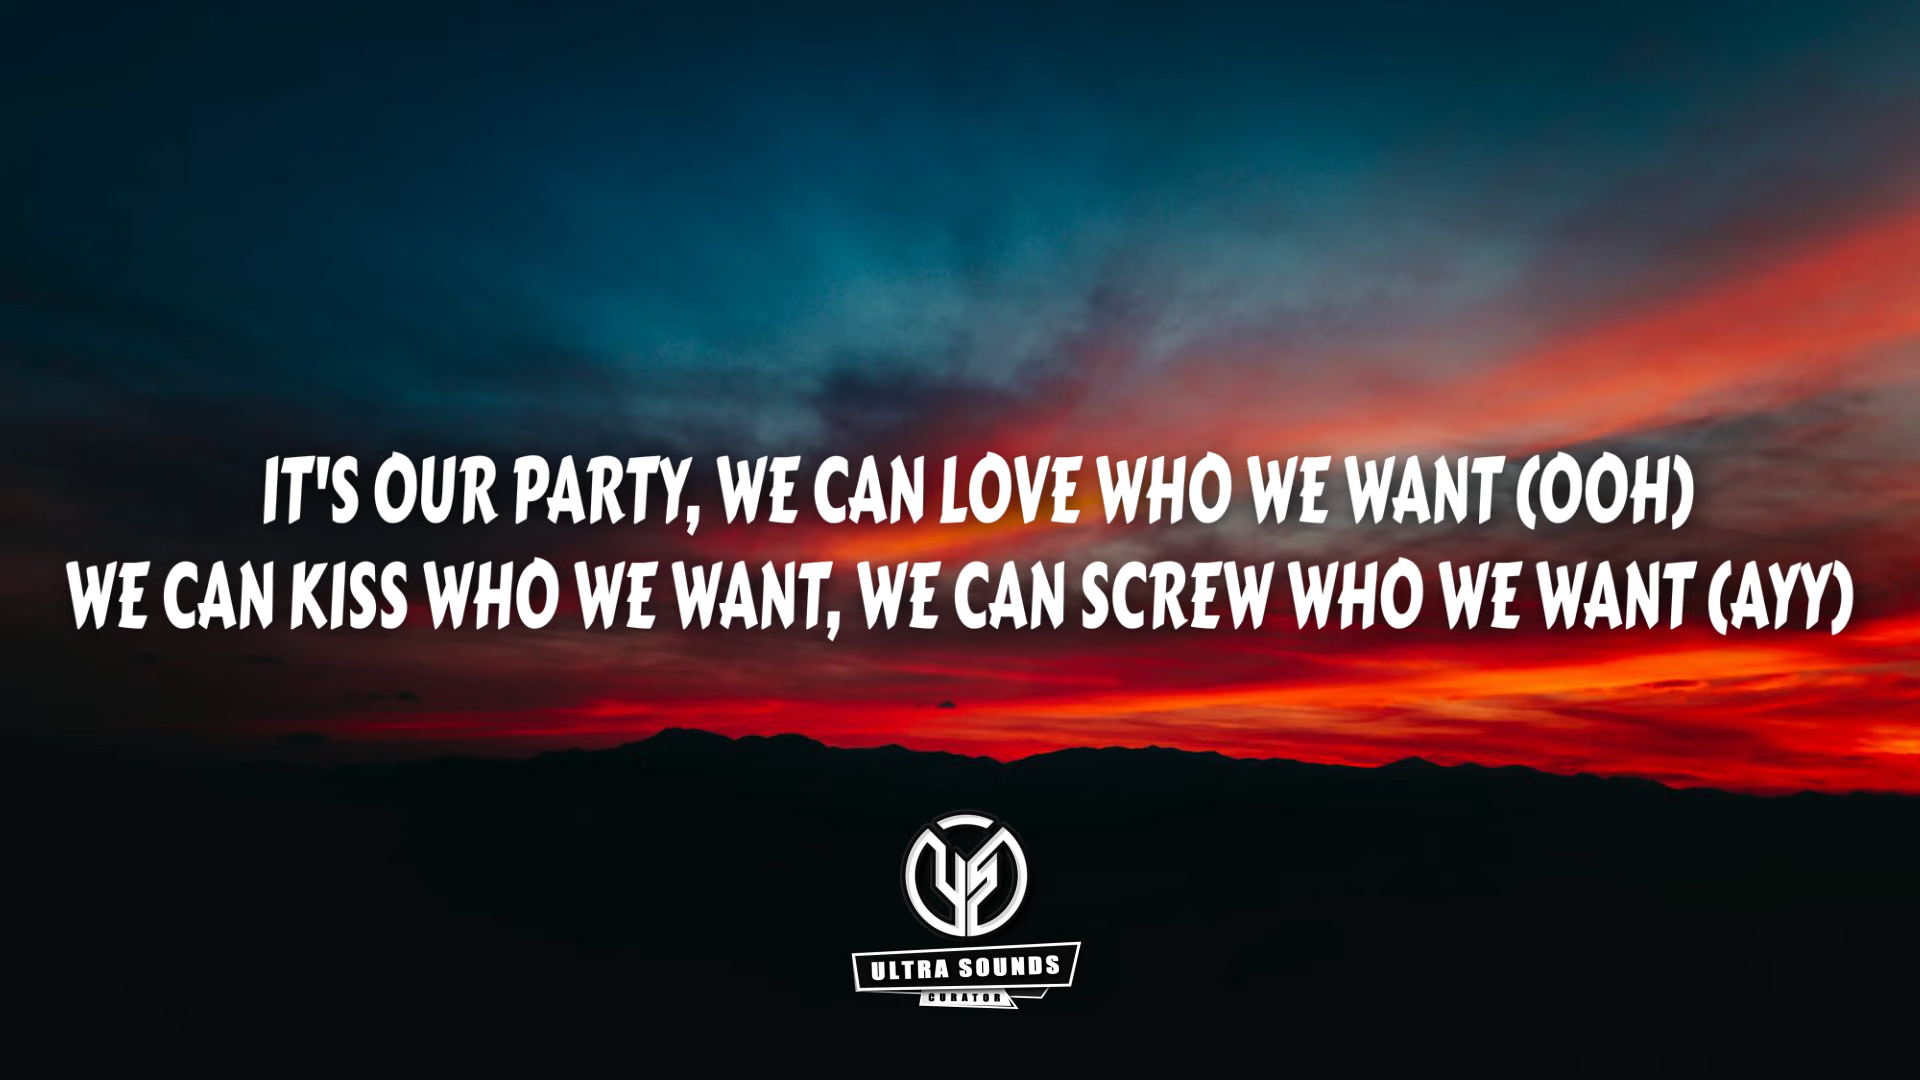 IT'S OUR PARTY, WE CAN LOVE WHO WE WANT (OOH)
WE CAN KISS WHO WE WANT, WE CAN SCREW WHO WE WANT (AYY)
US
ULTRA SOUNDS
CURATOR